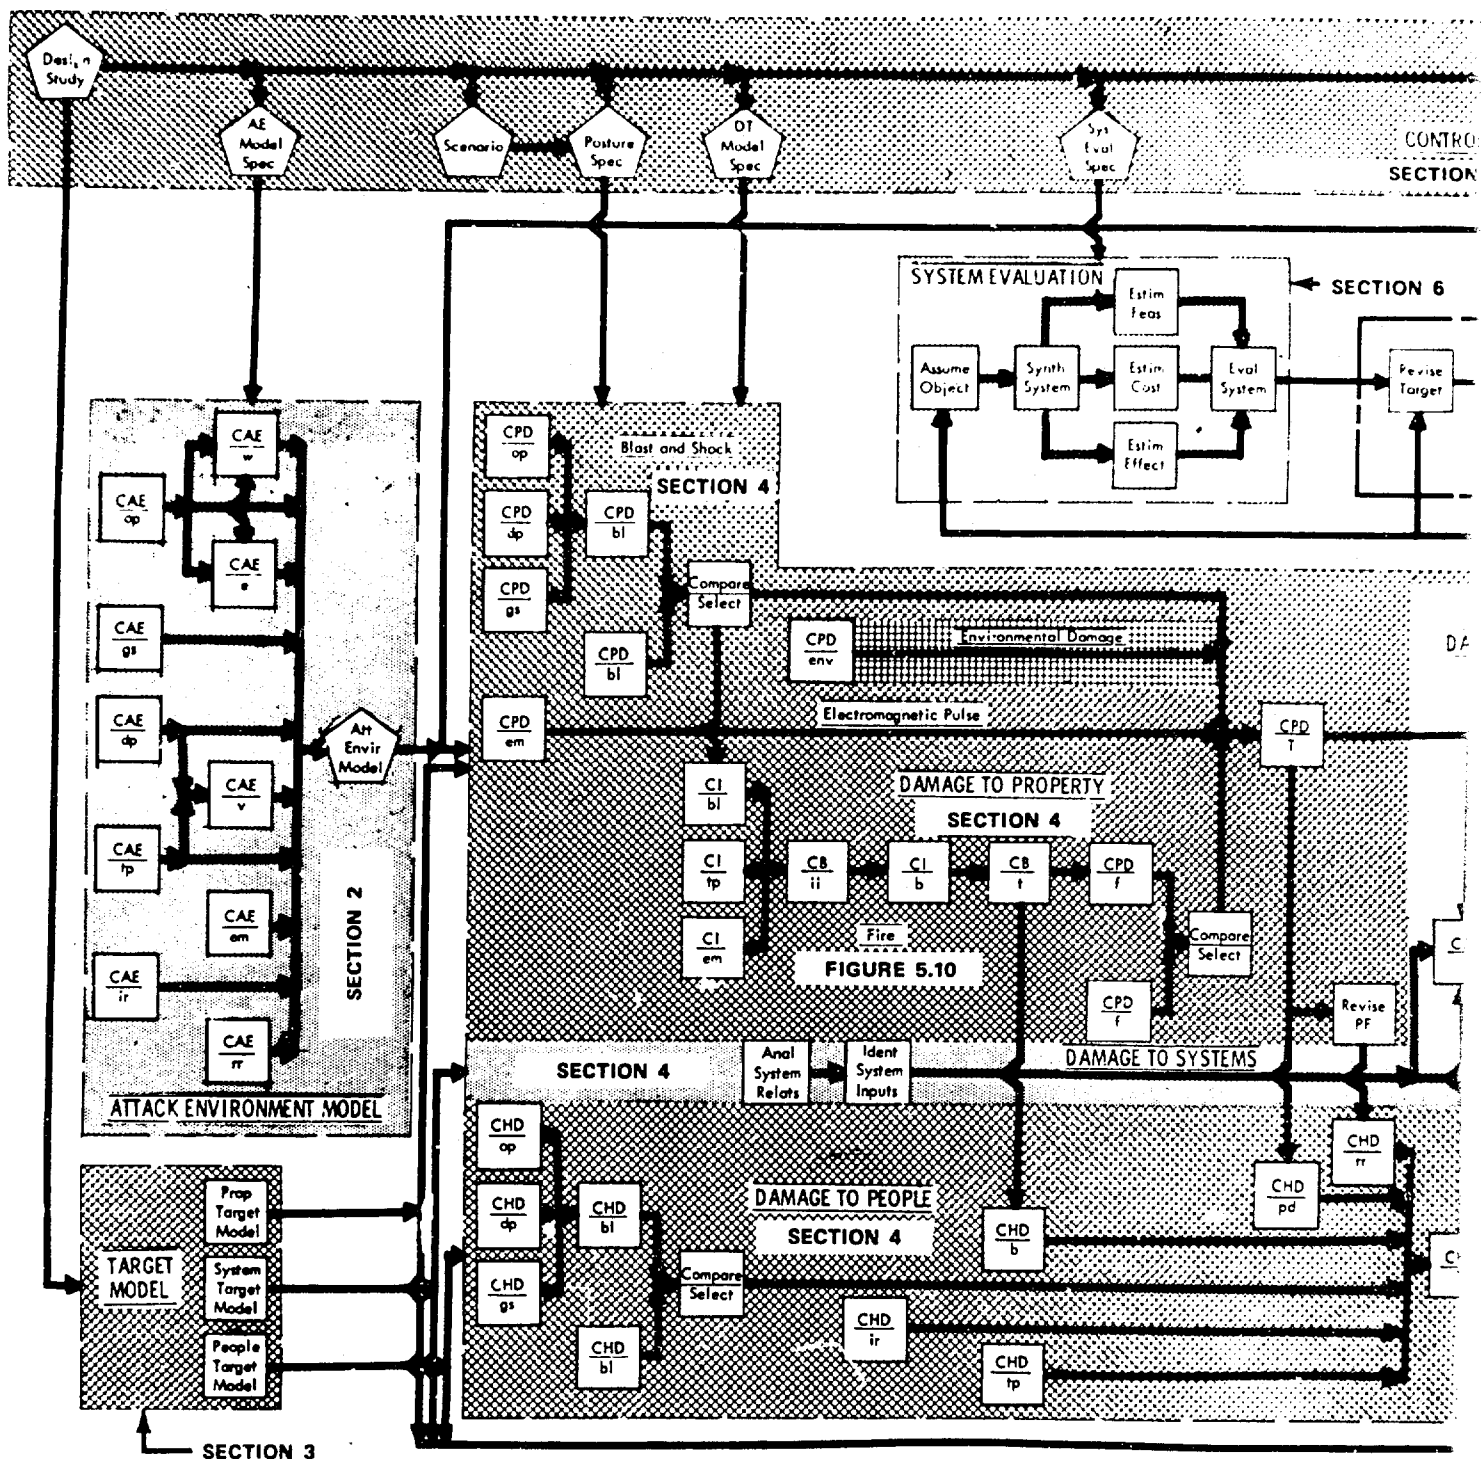 Study
AE
Model
Spec
Scenario
Posture
Spec
DT
Model
Spec
Sys
Eval
Spec
CONTRO
SECTION
SYSTEM EVALUATION
SECTION 6
Estim
Feas
Assume
Object
Synth
System
Estim
Cost
Eval
System
Revise
Target
Estim
Effect
CAE
w
CAE
op
CAE
e
CAE
gs
CAE
dp
CAE
v
CAE
tp
CAE
em
CAE
ir
CAE
rr
Att
Envir
Model
SECTION 2
ATTACK ENVIRONMENT MODEL
CPD
op
Blast and Shock
SECTION 4
CPD
dp
CPD
bl
CPD
gs
Compare
Select
CPD
bl
CPD
env
Environmental Damage
DA
CPD
em
Electromagnetic Pulse
CPD
T
CI
bl
DAMAGE TO PROPERTY
SECTION 4
CI
tp
CB
ii
CI
b
CB
t
CPD
f
CI
em
Fire
FIGURE 5.10
Compare
Select
CPD
f
Revise
PF
C
SECTION 4
Anal
System
Relats
Ident
System
Inputs
DAMAGE TO SYSTEMS
CHD
op
CHD
rr
CHD
dp
CHD
bl
DAMAGE TO PEOPLE
SECTION 4
CHD
pd
CHD
b
CHD
gs
Compare
Select
CHD
bl
CHD
ir
CHD
tp
TARGET
MODEL
Prop
Target
Model
System
Target
Model
People
Target
Model
SECTION 3